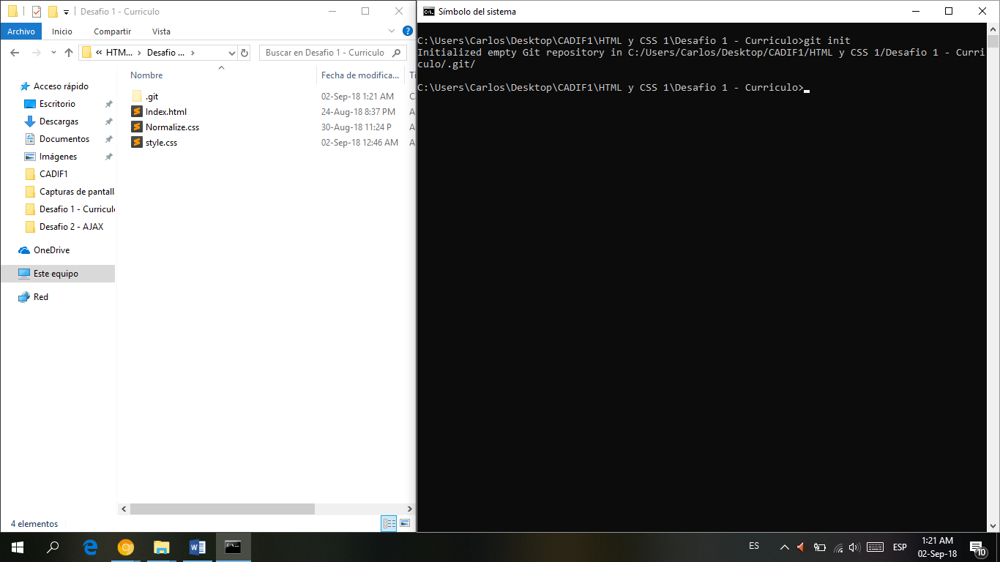 Desafio 1 - Curriculo
Archivo Inicio Compartir Vista
« HTM... > Desafio ... >
Buscar en Desafio 1 - Curriculo
Nombre Fecha de modifica... Ti
Acceso rápido
Escritorio
Descargas
Documentos
Imágenes
CADIF1
Capturas de pantall
Desafio 1 - Curriculo
Desafio 2 - AJAX
OneDrive
Este equipo
Red
.git 02-Sep-18 1:21 AM C
Index.html 24-Aug-18 8:37 PM A
Normalize.css 30-Aug-18 11:24 P A
style.css 02-Sep-18 12:46 AM A
4 elementos
Símbolo del sistema
C:\Users\Carlos\Desktop\CADIF1\HTML y CSS 1\Desafio 1 - Curriculo>git init
Initialized empty Git repository in C:/Users/Carlos/Desktop/CADIF1/HTML y CSS 1/Desafio 1 - Curri
culo/.git/
C:\Users\Carlos\Desktop\CADIF1\HTML y CSS 1\Desafio 1 - Curriculo>
ES
ESP
1:21 AM
02-Sep-18
10